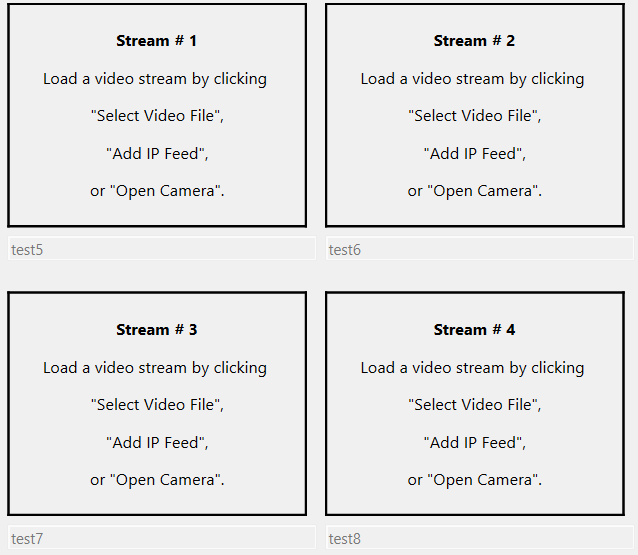 Stream # 1
Load a video stream by clicking
"Select Video File",
"Add IP Feed",
or "Open Camera".
test5
Stream # 2
Load a video stream by clicking
"Select Video File",
"Add IP Feed",
or "Open Camera".
test6
Stream # 3
Load a video stream by clicking
"Select Video File",
"Add IP Feed",
or "Open Camera".
test7
Stream # 4
Load a video stream by clicking
"Select Video File",
"Add IP Feed",
or "Open Camera".
test8